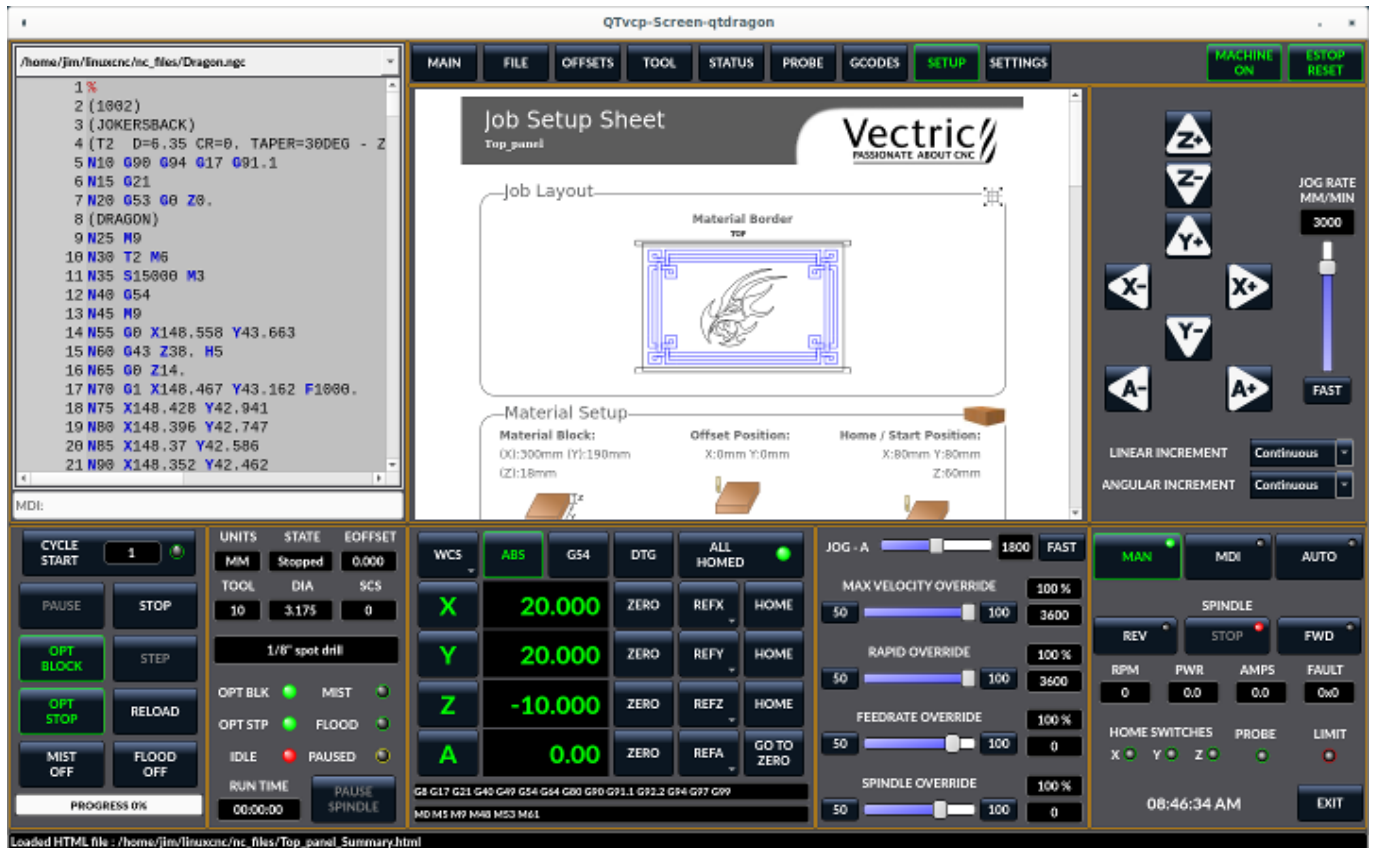 QTvcp-Screen-qtdragon
/home/jim/linuxcnc/nc_files/Dragon.ngc
1 %
2 (1002)
3 (JOKERSBACK)
4 (T2 D=6.35 CR=0. TAPER=30DEG - Z
5 N10 G90 G94 G17 G91.1
6 N15 G21
7 N20 G53 G0 Z0.
8 (DRAGON)
9 N25 M9
10 N30 T2 M6
11 N35 S15000 M3
12 N40 G54
13 N45 M9
14 N55 G0 X148.558 Y43.663
15 N60 G43 Z38. H5
16 N65 G0 Z14.
17 N70 G1 X148.467 Y43.162 F1000.
18 N75 X148.428 Y42.941
19 N80 X148.396 Y42.747
20 N85 X148.37 Y42.586
21 N90 X148.352 Y42.462
MDI:
MAIN FILE OFFSETS TOOL STATUS PROBE GCODES SETUP SETTINGS
MACHINE ON
ESTOP RESET
Job Setup Sheet
Top_panel
Vectric
PASSIONATE ABOUT CNC
Job Layout
Material Border
TOP
Material Setup
Material Block:
(X):300mm (Y):190mm
(Z):18mm
Offset Position:
X:0mm Y:0mm
Home / Start Position:
X:80mm Y:80mm
Z:60mm
Z+
Z-
Y+
X-
X+
Y-
A-
A+
JOG RATE
MM/MIN
3000
FAST
LINEAR INCREMENT Continuous
ANGULAR INCREMENT Continuous
CYCLE START
1
PAUSE STOP
OPT BLOCK
STEP
OPT STOP
RELOAD
MIST OFF
FLOOD OFF
PROGRESS 0%
UNITS STATE EOFFSET
MM Stopped 0.000
TOOL DIA SCS
10 3.175 0
1/8" spot drill
OPT BLK MIST
OPT STP FLOOD
IDLE PAUSED
RUN TIME
00:00:00
PAUSE SPINDLE
WCS ABS G54 DTG ALL HOMED
X 20.000 ZERO REFX HOME
Y 20.000 ZERO REFY HOME
Z -10.000 ZERO REFZ HOME
A 0.00 ZERO REFA GO TO ZERO
G8 G17 G21 G40 G49 G54 G64 G80 G90 G91.1 G92.2 G94 G97 G99
M0 M5 M9 M48 M53 M61
JOG - A 1800 FAST
MAX VELOCITY OVERRIDE 100 %
50 100 3600
RAPID OVERRIDE 100 %
50 100 3600
FEEDRATE OVERRIDE 100 %
50 100 0
SPINDLE OVERRIDE 100 %
50 100 0
MAN MDI AUTO
SPINDLE
REV STOP FWD
RPM PWR AMPS FAULT
0 0.0 0.0 0x0
HOME SWITCHES PROBE LIMIT
X Y Z
08:46:34 AM
EXIT
Loaded HTML file : /home/jim/linuxcnc/nc_files/Top_panel_Summary.html